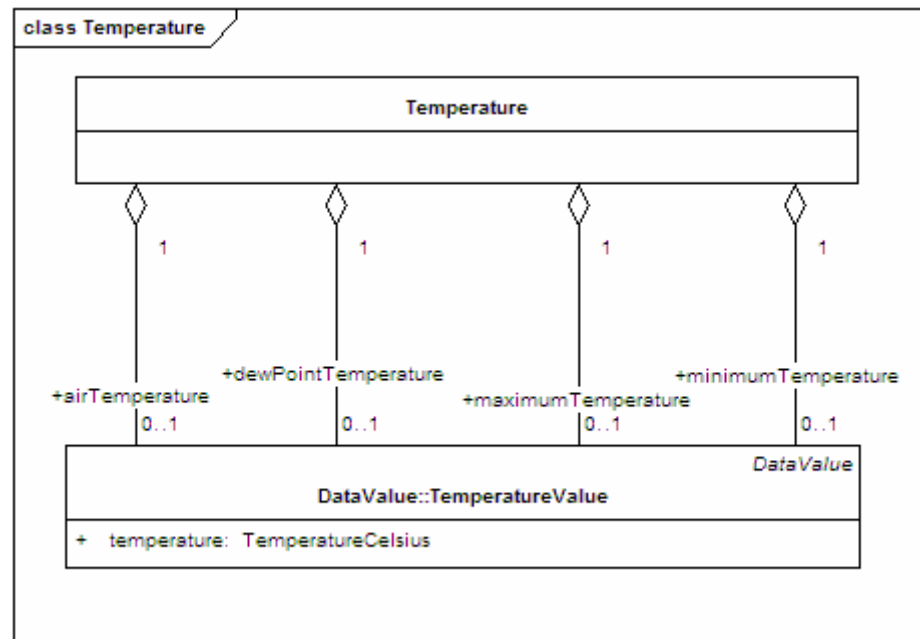 class Temperature
Temperature
1 1 1 1
+dewPointTemperature
+minimumTemperature
+airTemperature
+maximumTemperature
0..1 0..1 0..1 0..1
DataValue
DataValue::TemperatureValue
+ temperature: TemperatureCelsius